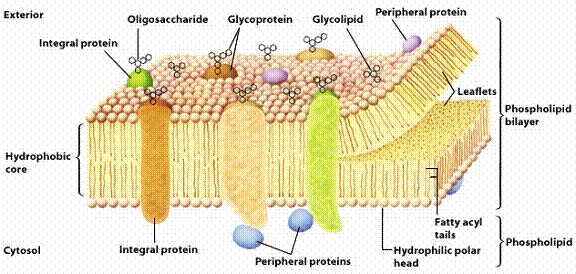 Exterior
Oligosaccharide
Glycoprotein
Glycolipid
Peripheral protein
Integral protein
Leaflets
Phospholipid
bilayer
Hydrophobic
core
Fatty acyl
tails
Cytosol
Integral protein
Peripheral proteins
Hydrophilic polar
head
Phospholipid